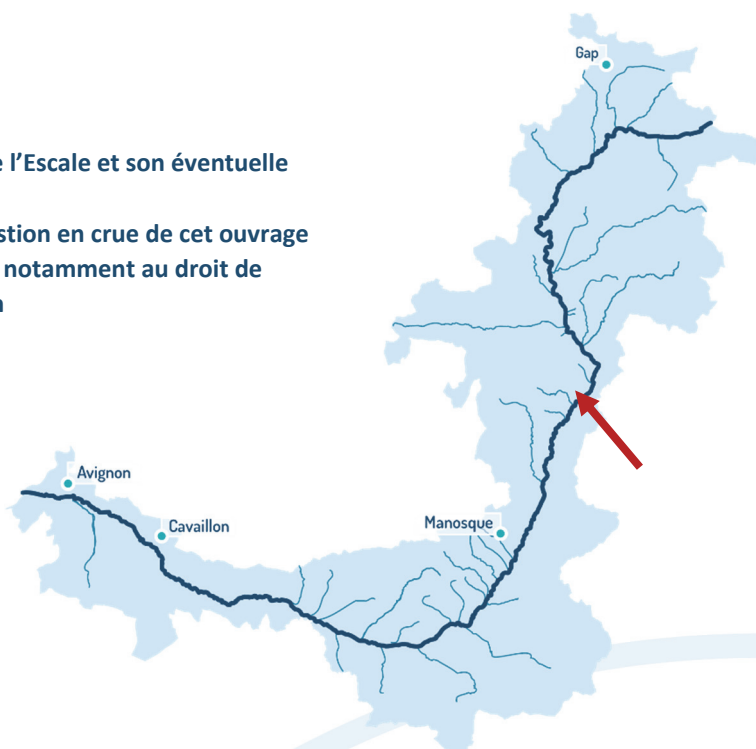 Gap
e l’Escale et son éventuelle
stion en crue de cet ouvrage
notamment au droit de
Avignon
Cavaillon
Manosque